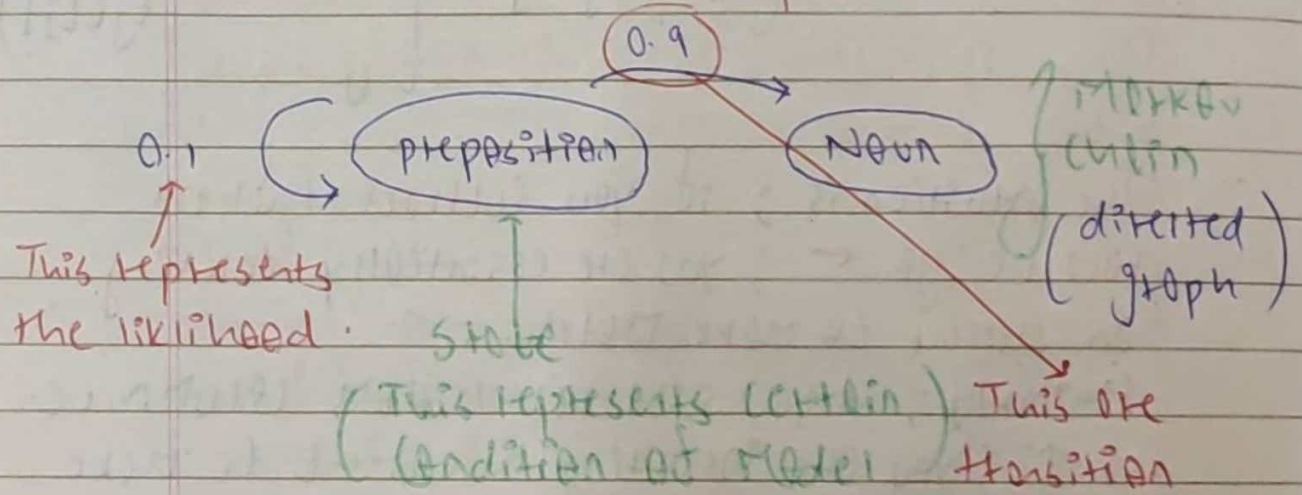 0.9
0.1 preposition Noun Markov
chain
(directed
graph)
This represents
the liklihood.
State
(This represents certain
condition of Model)
This are
transition